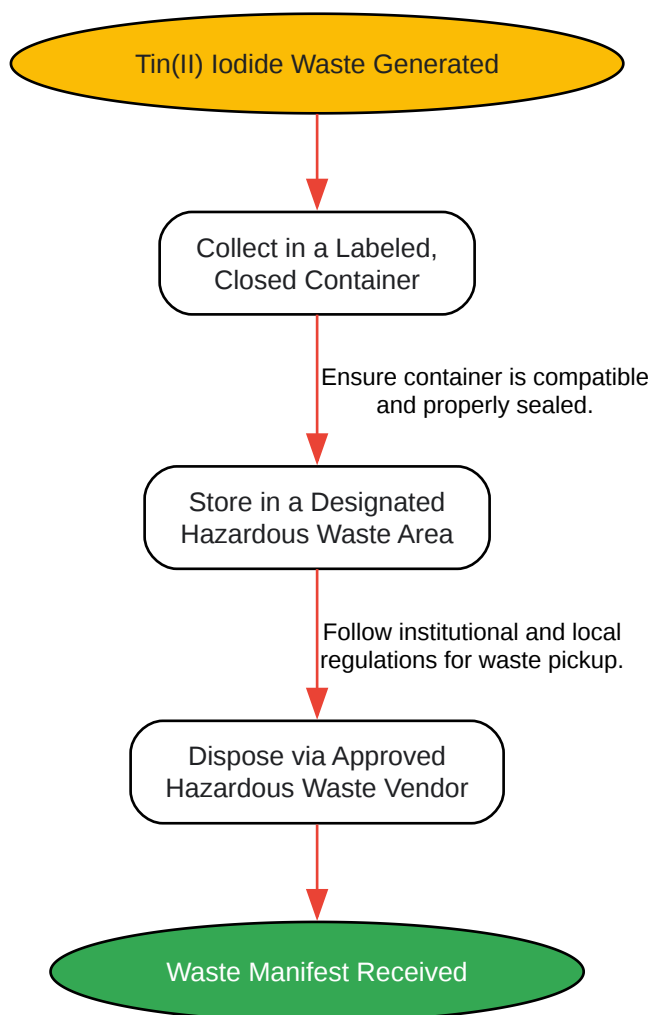 Tin(II) Iodide Waste Generated
Collect in a Labeled,
Closed Container
Ensure container is compatible
and properly sealed.
Store in a Designated
Hazardous Waste Area
Follow institutional and local
regulations for waste pickup.
Dispose via Approved
Hazardous Waste Vendor
Waste Manifest Received